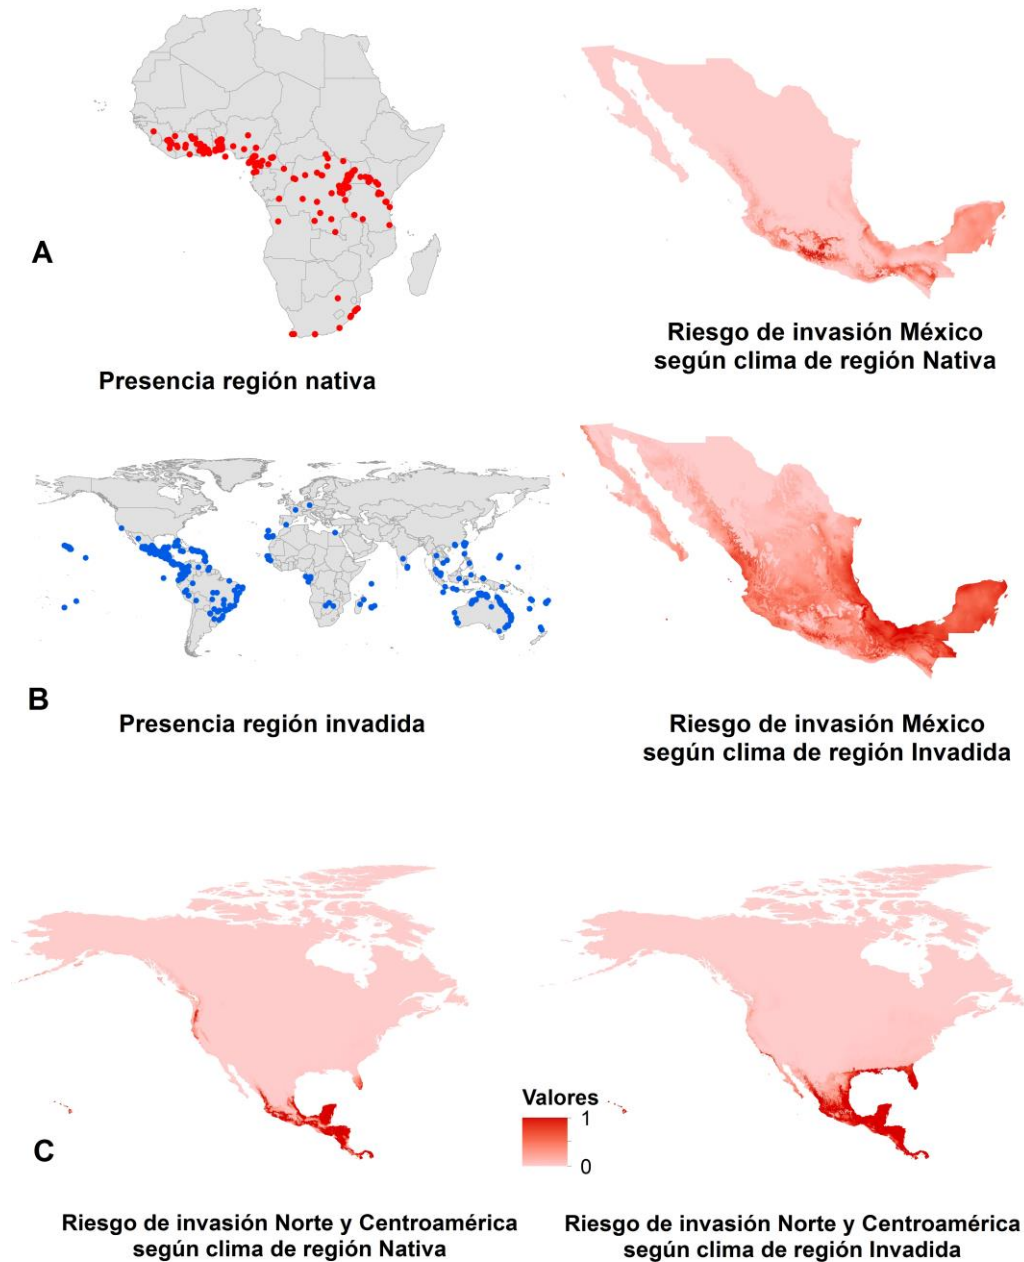 A
Presencia región nativa
Riesgo de invasión México
según clima de región Nativa
B
Presencia región invadida
Riesgo de invasión México
según clima de región Invadida
C
Valores
1
0
Riesgo de invasión Norte y Centroamérica
según clima de región Nativa
Riesgo de invasión Norte y Centroamérica
según clima de región Invadida